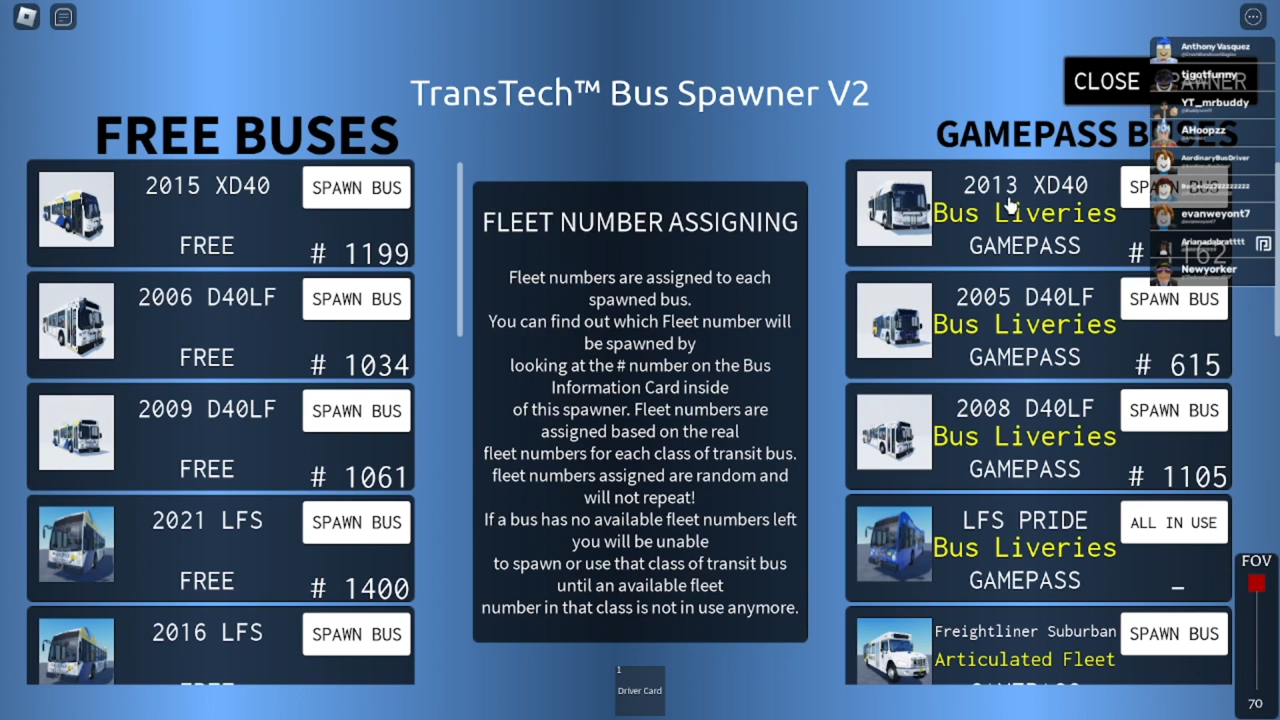 TransTech™ Bus Spawner V2
CLOSE
FREE BUSES
2015 XD40
SPAWN BUS
FREE
# 1199
2006 D40LF
SPAWN BUS
FREE
# 1034
2009 D40LF
SPAWN BUS
FREE
# 1061
2021 LFS
SPAWN BUS
FREE
# 1400
2016 LFS
SPAWN BUS
FLEET NUMBER ASSIGNING
Fleet numbers are assigned to each
spawned bus.
You can find out which Fleet number will
be spawned by
looking at the # number on the Bus
Information Card inside
of this spawner. Fleet numbers are
assigned based on the real
fleet numbers for each class of transit bus.
fleet numbers assigned are random and
will not repeat!
If a bus has no available fleet numbers left
you will be unable
to spawn or use that class of transit bus
until an available fleet
number in that class is not in use anymore.
1
Driver Card
GAMEPASS
2013 XD40
Bus Liveries
GAMEPASS
#
2005 D40LF
Bus Liveries
SPAWN BUS
GAMEPASS
# 615
2008 D40LF
Bus Liveries
SPAWN BUS
GAMEPASS
# 1105
LFS PRIDE
Bus Liveries
ALL IN USE
GAMEPASS
–
Freightliner Suburban
Articulated Fleet
SPAWN BUS
Anthony Vasquez
tigotfunny
YT_mrbuddy
AHoopzz
AordinaryBusDriver
evanweyont7
Arianadabratttt
Newyorker
FOV
70